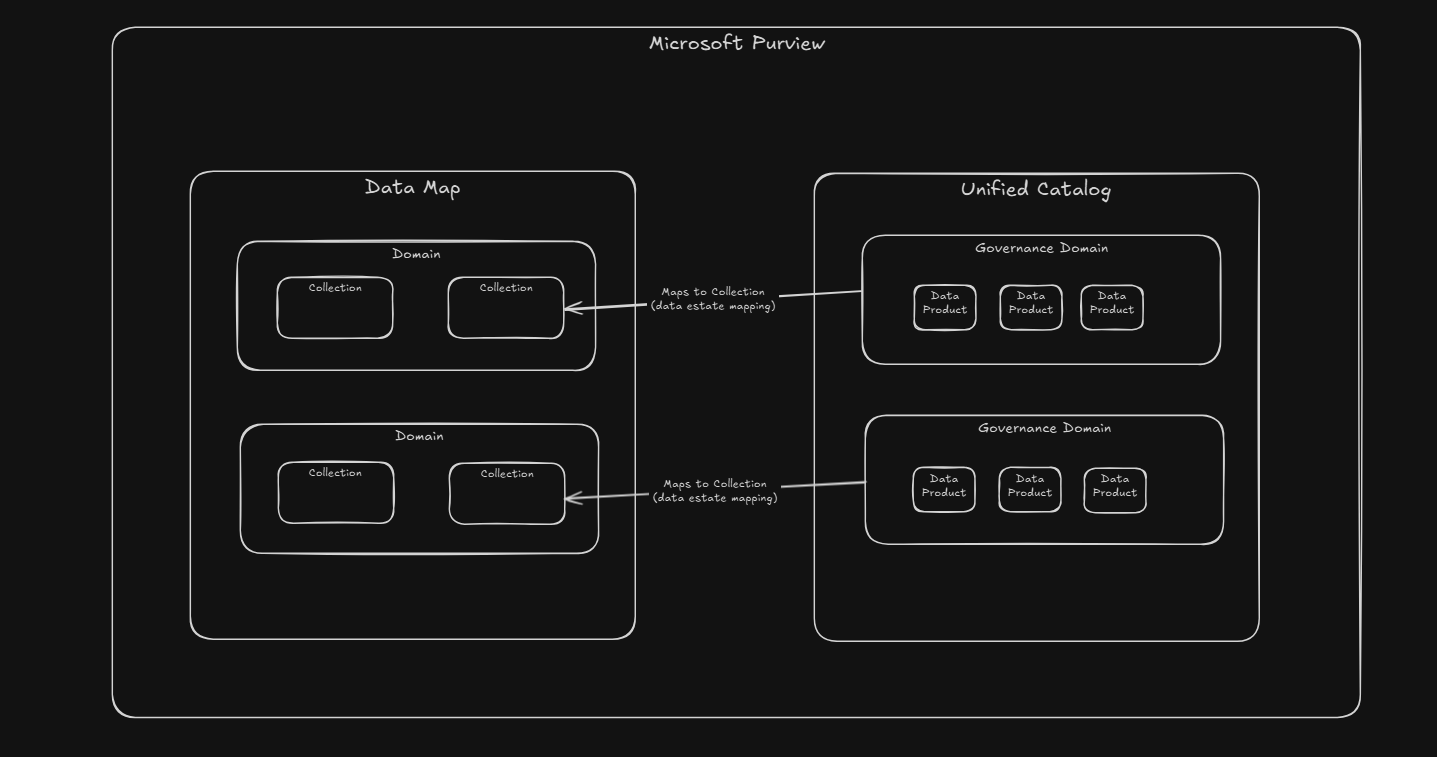 Microsoft Purview
Data Map
Domain
Collection
Collection
Domain
Collection
Collection
Maps to Collection
(data estate mapping)
Maps to Collection
(data estate mapping)
Unified Catalog
Governance Domain
Data
Product
Data
Product
Data
Product
Governance Domain
Data
Product
Data
Product
Data
Product